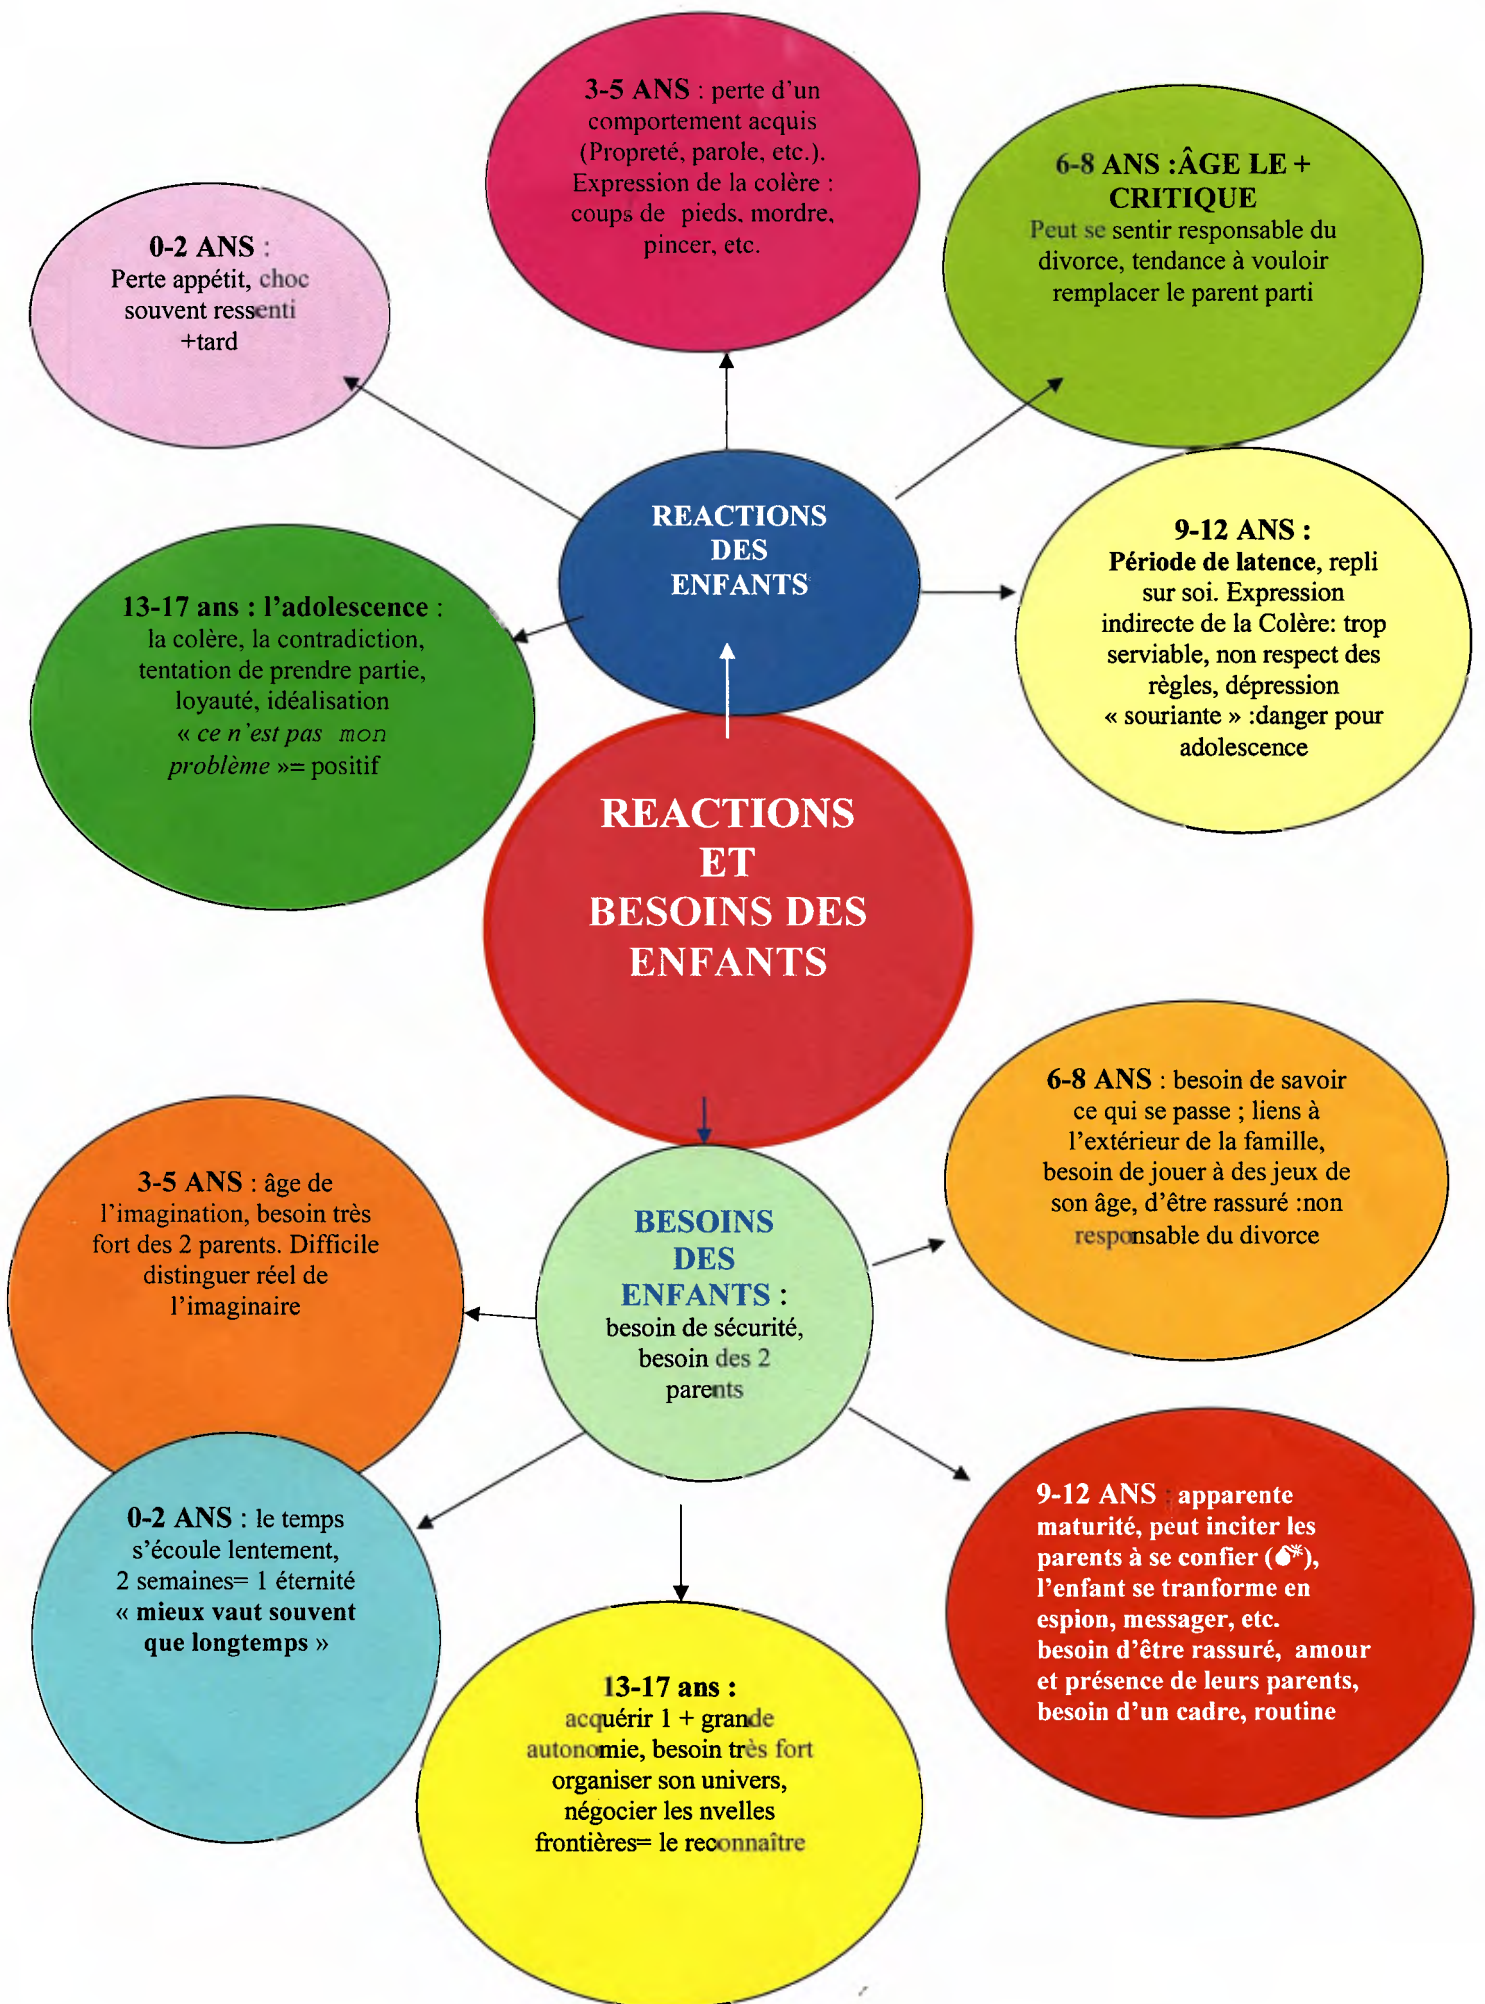 3-5 ANS : perte d'un
comportement acquis
(Propreté, parole, etc.).
Expression de la colère :
coups de pieds, mordre,
pincer, etc.
6-8 ANS :ÂGE LE +
CRITIQUE
Peut se sentir responsable du
divorce, tendance à vouloir
remplacer le parent parti
0-2 ANS :
Perte appétit, choc
souvent ressenti
+tard
REACTIONS
DES
ENFANTS
9-12 ANS :
Période de latence, repli
sur soi. Expression
indirecte de la Colère: trop
serviable, non respect des
règles, dépression
« souriante » :danger pour
adolescence
13-17 ans : l'adolescence :
la colère, la contradiction,
tentation de prendre partie,
loyauté, idéalisation
« ce n'est pas mon
problème »= positif
REACTIONS
ET
BESOINS DES
ENFANTS
6-8 ANS : besoin de savoir
ce qui se passe ; liens à
l'extérieur de la famille,
besoin de jouer à des jeux de
son âge, d'être rassuré :non
responsable du divorce
3-5 ANS : âge de
l'imagination, besoin très
fort des 2 parents. Difficile
distinguer réel de
l'imaginaire
BESOINS
DES
ENFANTS :
besoin de sécurité,
besoin des 2
parents
0-2 ANS : le temps
s'écoule lentement,
2 semaines= 1 éternité
« mieux vaut souvent
que longtemps »
9-12 ANS : apparente
maturité, peut inciter les
parents à se confier (💣),
l'enfant se tranforme en
espion, messager, etc.
besoin d'être rassuré, amour
et présence de leurs parents,
besoin d'un cadre, routine
13-17 ans :
acquérir 1 + grande
autonomie, besoin très fort
organiser son univers,
négocier les nvelles
frontières= le reconnaître